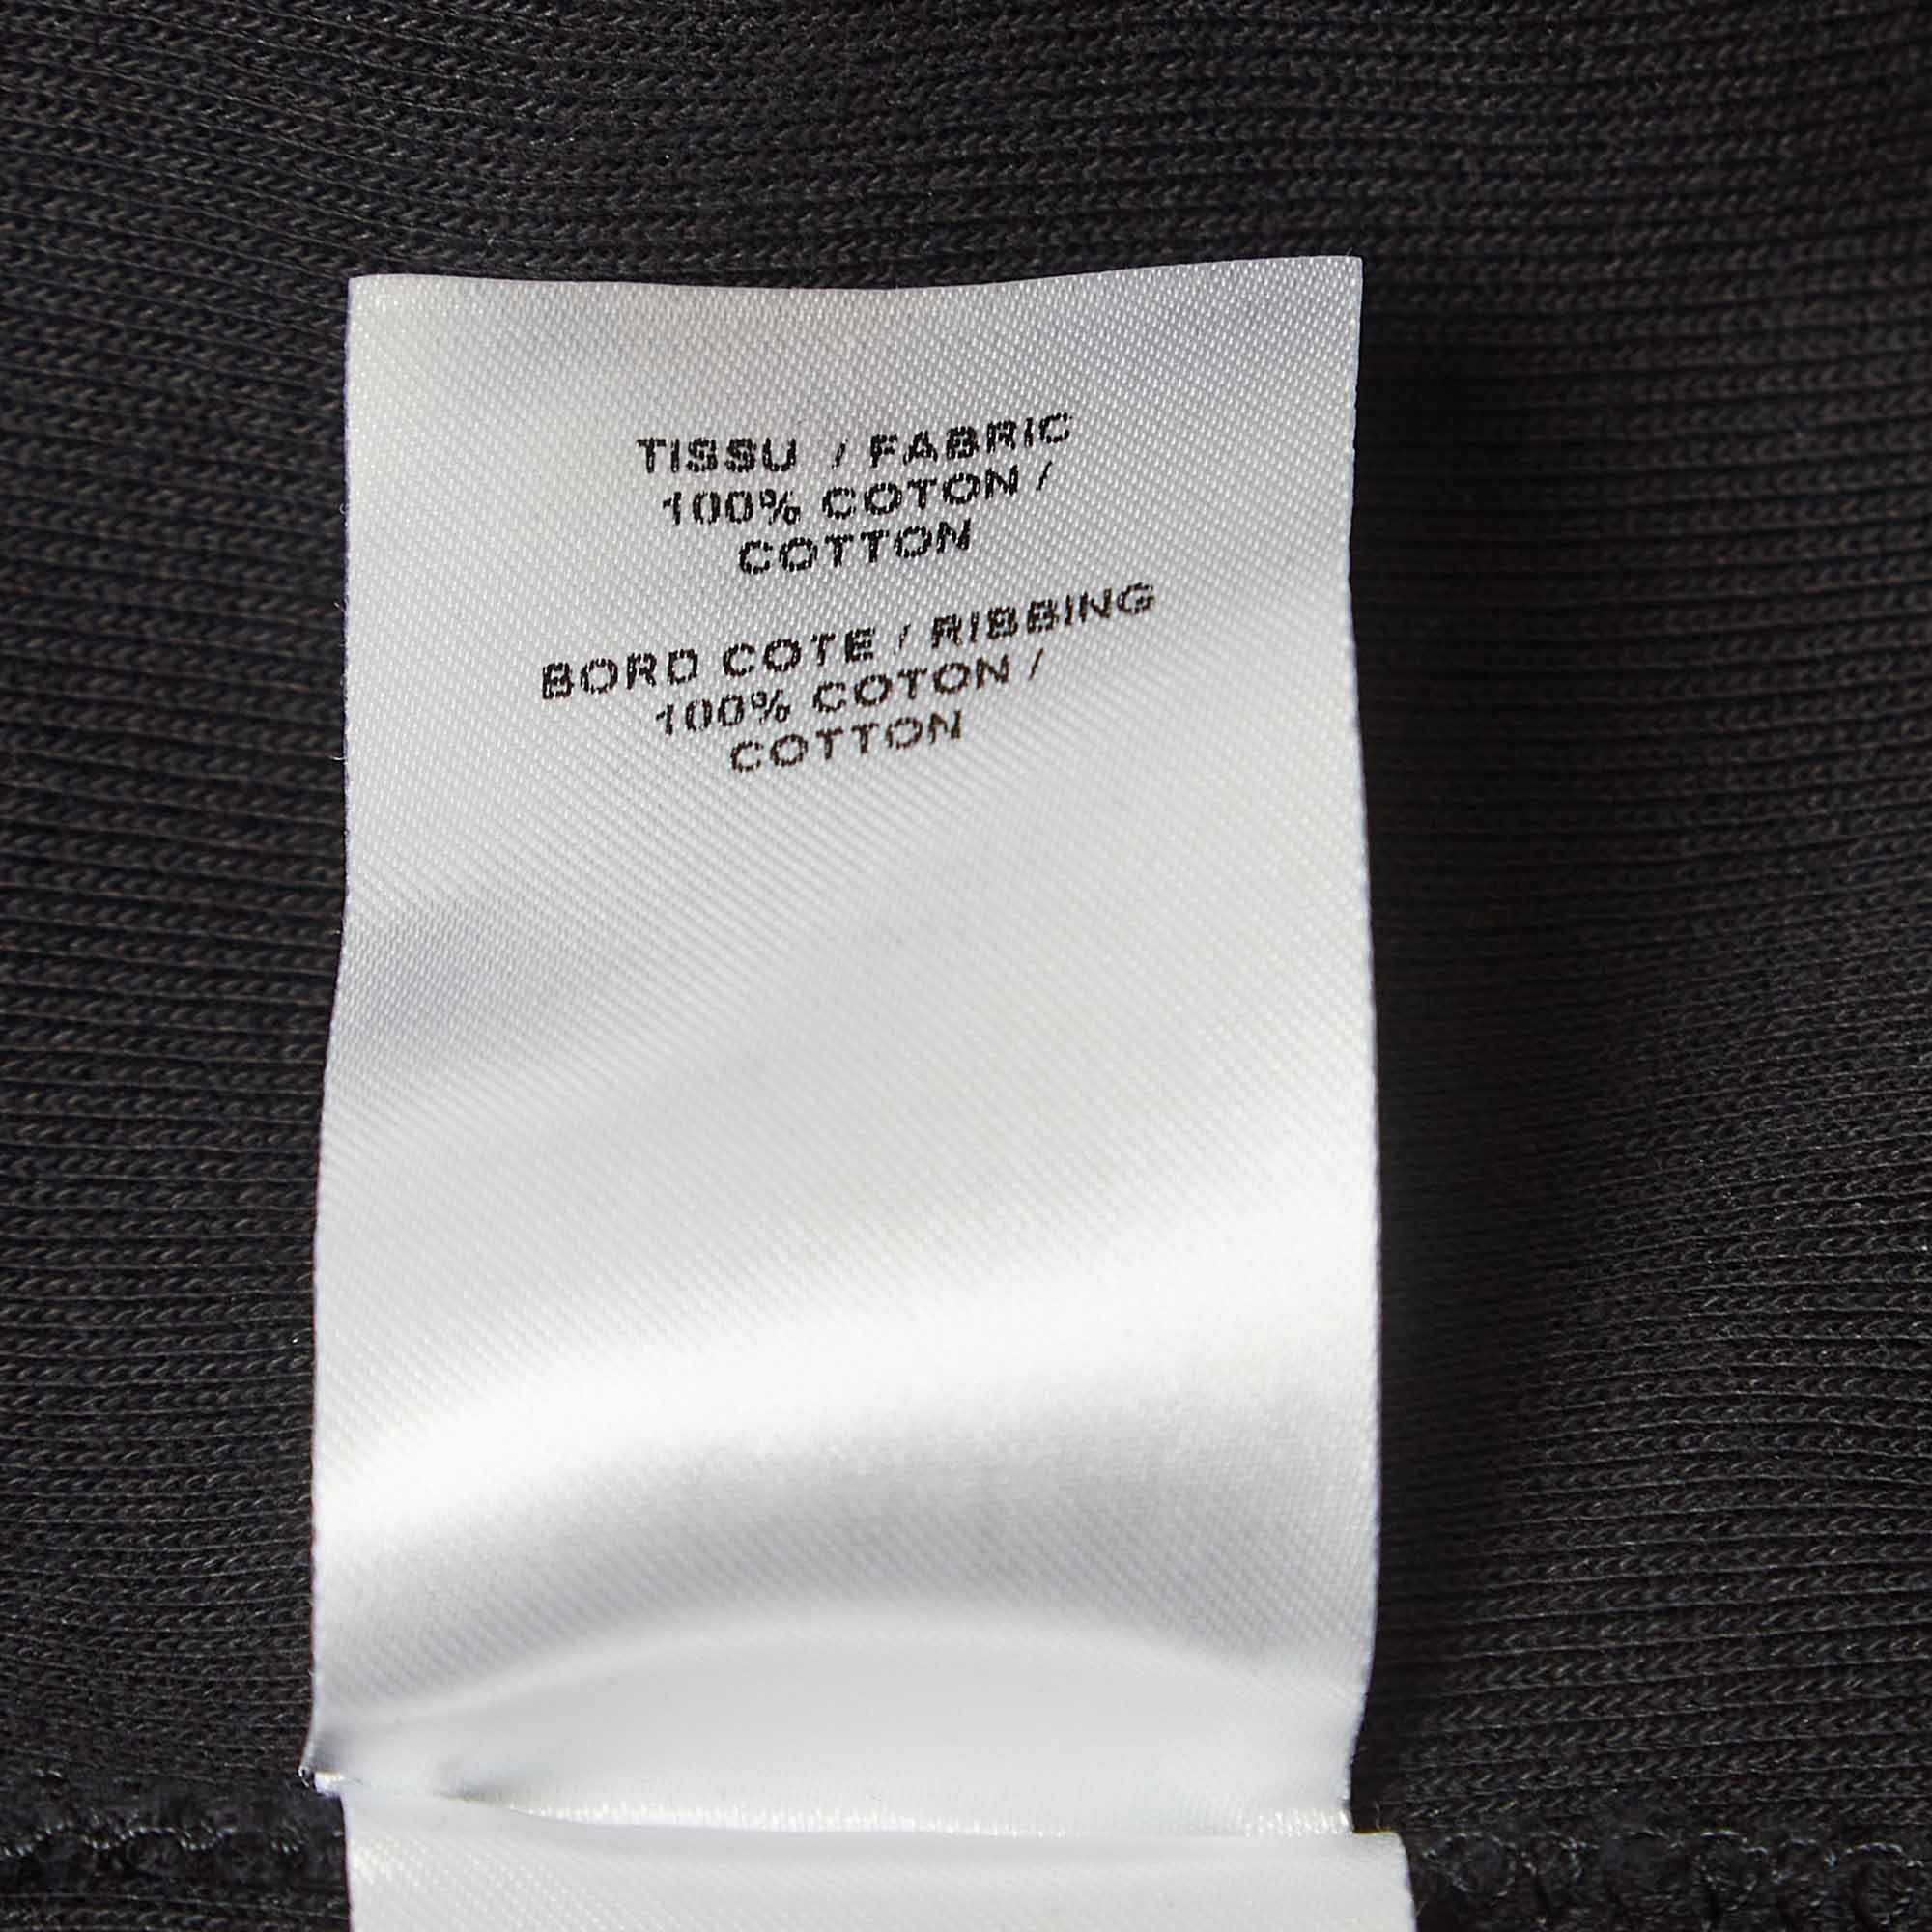 TISSU / FABRIC
100% COTON /
COTTON
BORD COTE / RIBBING
100% COTON /
COTTON